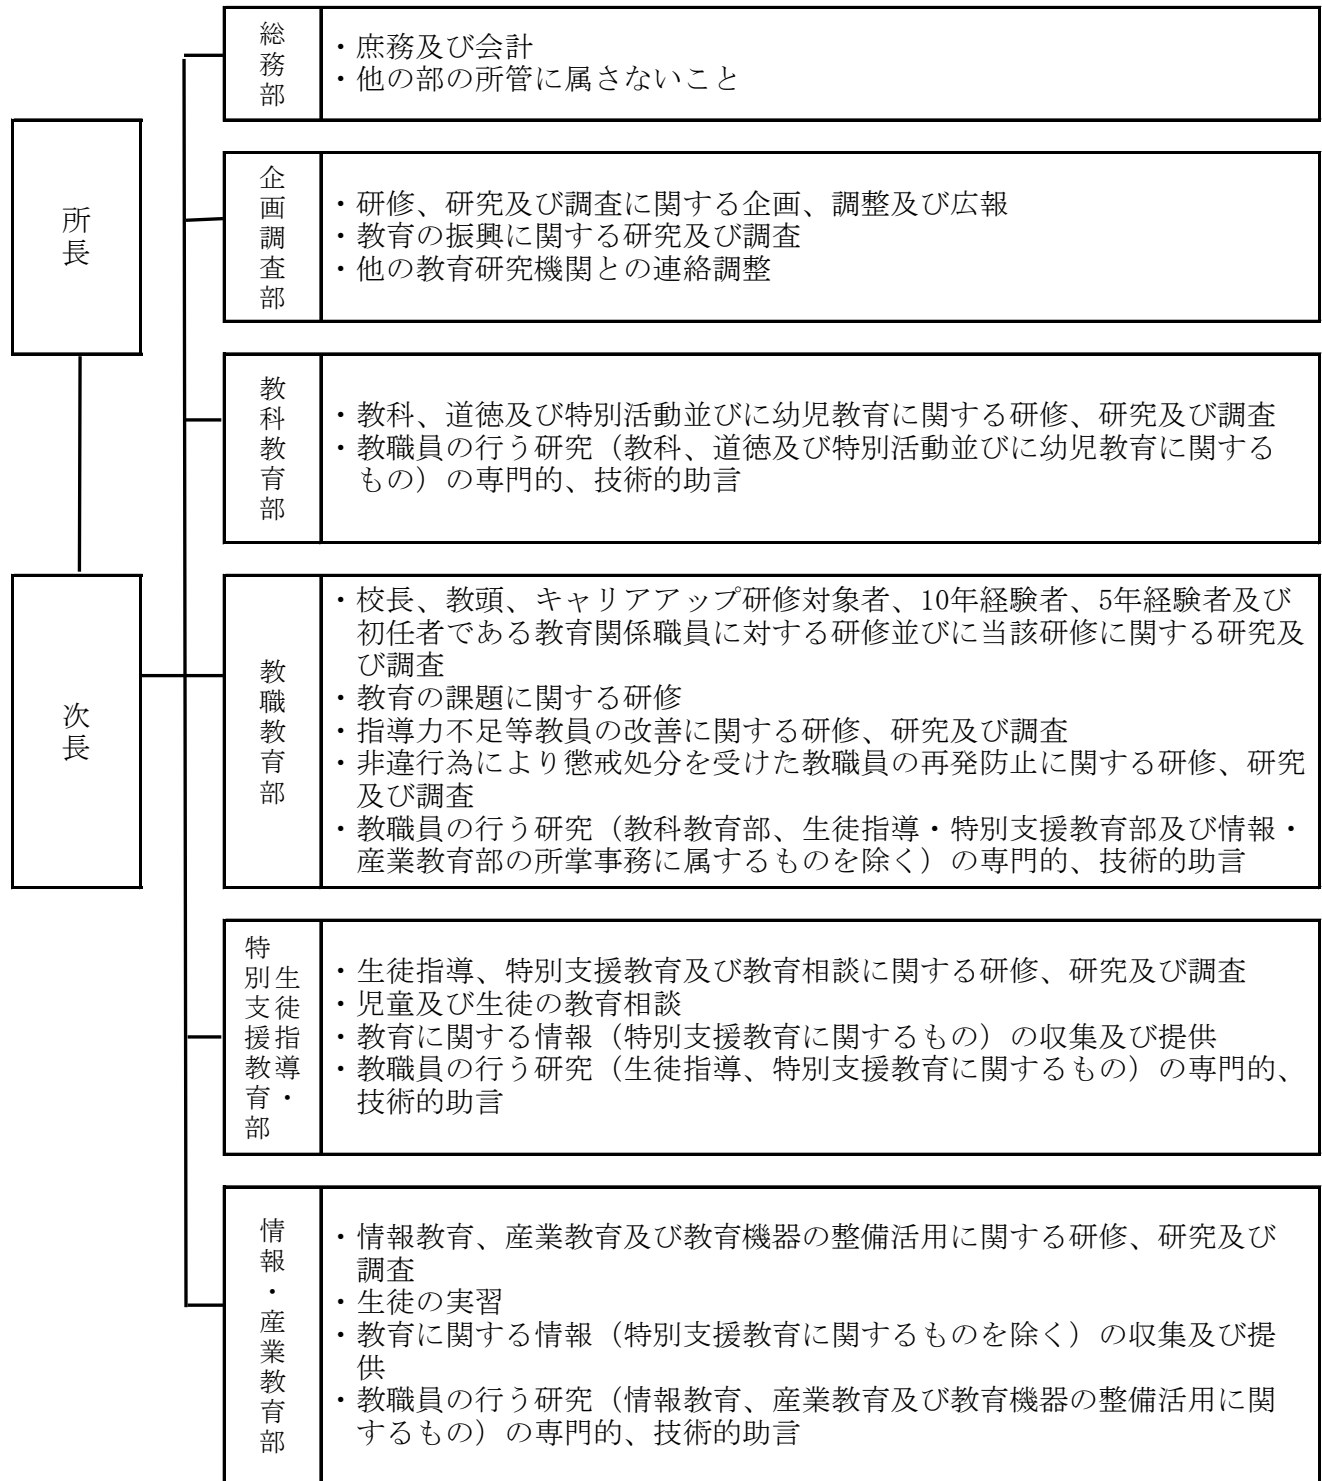 所長
次長
総務部
・庶務及び会計
・他の部の所管に属さないこと
企画調査部
・研修、研究及び調査に関する企画、調整及び広報
・教育の振興に関する研究及び調査
・他の教育研究機関との連絡調整
教科教育部
・教科、道徳及び特別活動並びに幼児教育に関する研修、研究及び調査
・教職員の行う研究（教科、道徳及び特別活動並びに幼児教育に関する
もの）の専門的、技術的助言
教職教育部
・校長、教頭、キャリアアップ研修対象者、10年経験者、5年経験者及び
初任者である教育関係職員に対する研修並びに当該研修に関する研究及
び調査
・教育の課題に関する研修
・指導力不足等教員の改善に関する研修、研究及び調査
・非違行為により懲戒処分を受けた教職員の再発防止に関する研修、研究
及び調査
・教職員の行う研究（教科教育部、生徒指導・特別支援教育部及び情報・
産業教育部の所掌事務に属するものを除く）の専門的、技術的助言
生徒指導・
特別支援教育部
・生徒指導、特別支援教育及び教育相談に関する研修、研究及び調査
・児童及び生徒の教育相談
・教育に関する情報（特別支援教育に関するもの）の収集及び提供
・教職員の行う研究（生徒指導、特別支援教育に関するもの）の専門的、
技術的助言
情報・産業教育部
・情報教育、産業教育及び教育機器の整備活用に関する研修、研究及び
調査
・生徒の実習
・教育に関する情報（特別支援教育に関するものを除く）の収集及び提
供
・教職員の行う研究（情報教育、産業教育及び教育機器の整備活用に関
するもの）の専門的、技術的助言